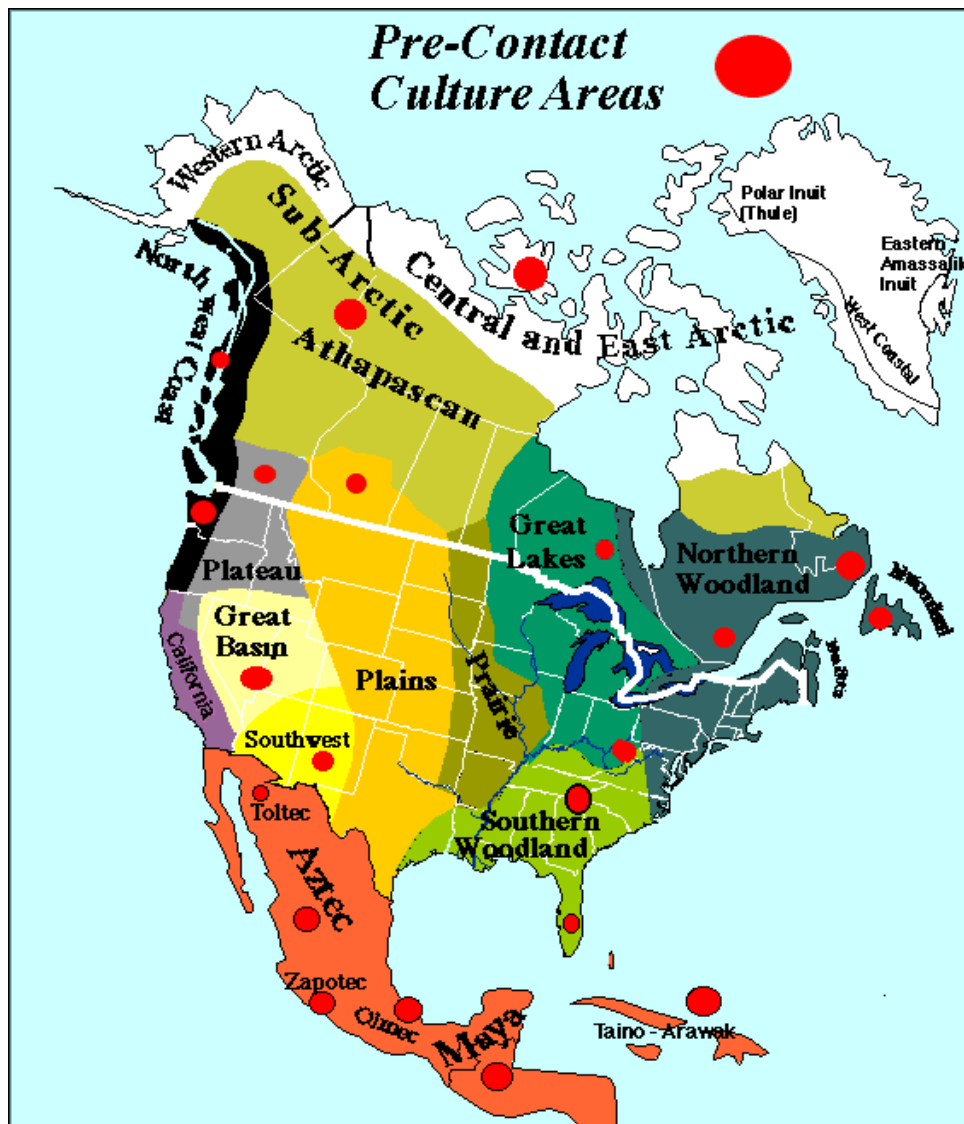 Pre-Contact
Culture Areas
Western Arctic
Polar Inuit
(Thule)
Sub-Arctic
Eastern
Amassalik
Inuit
North West Coast
Central and East Arctic
West Coastal
Athapascan
Great
Lakes
Northern
Woodland
Plateau
Great
Basin
California
Plains
Prairie
Southwest
Toltec
Southern
Woodland
Aztec
Zapotec
Olmec
Maya
Taino - Arawak